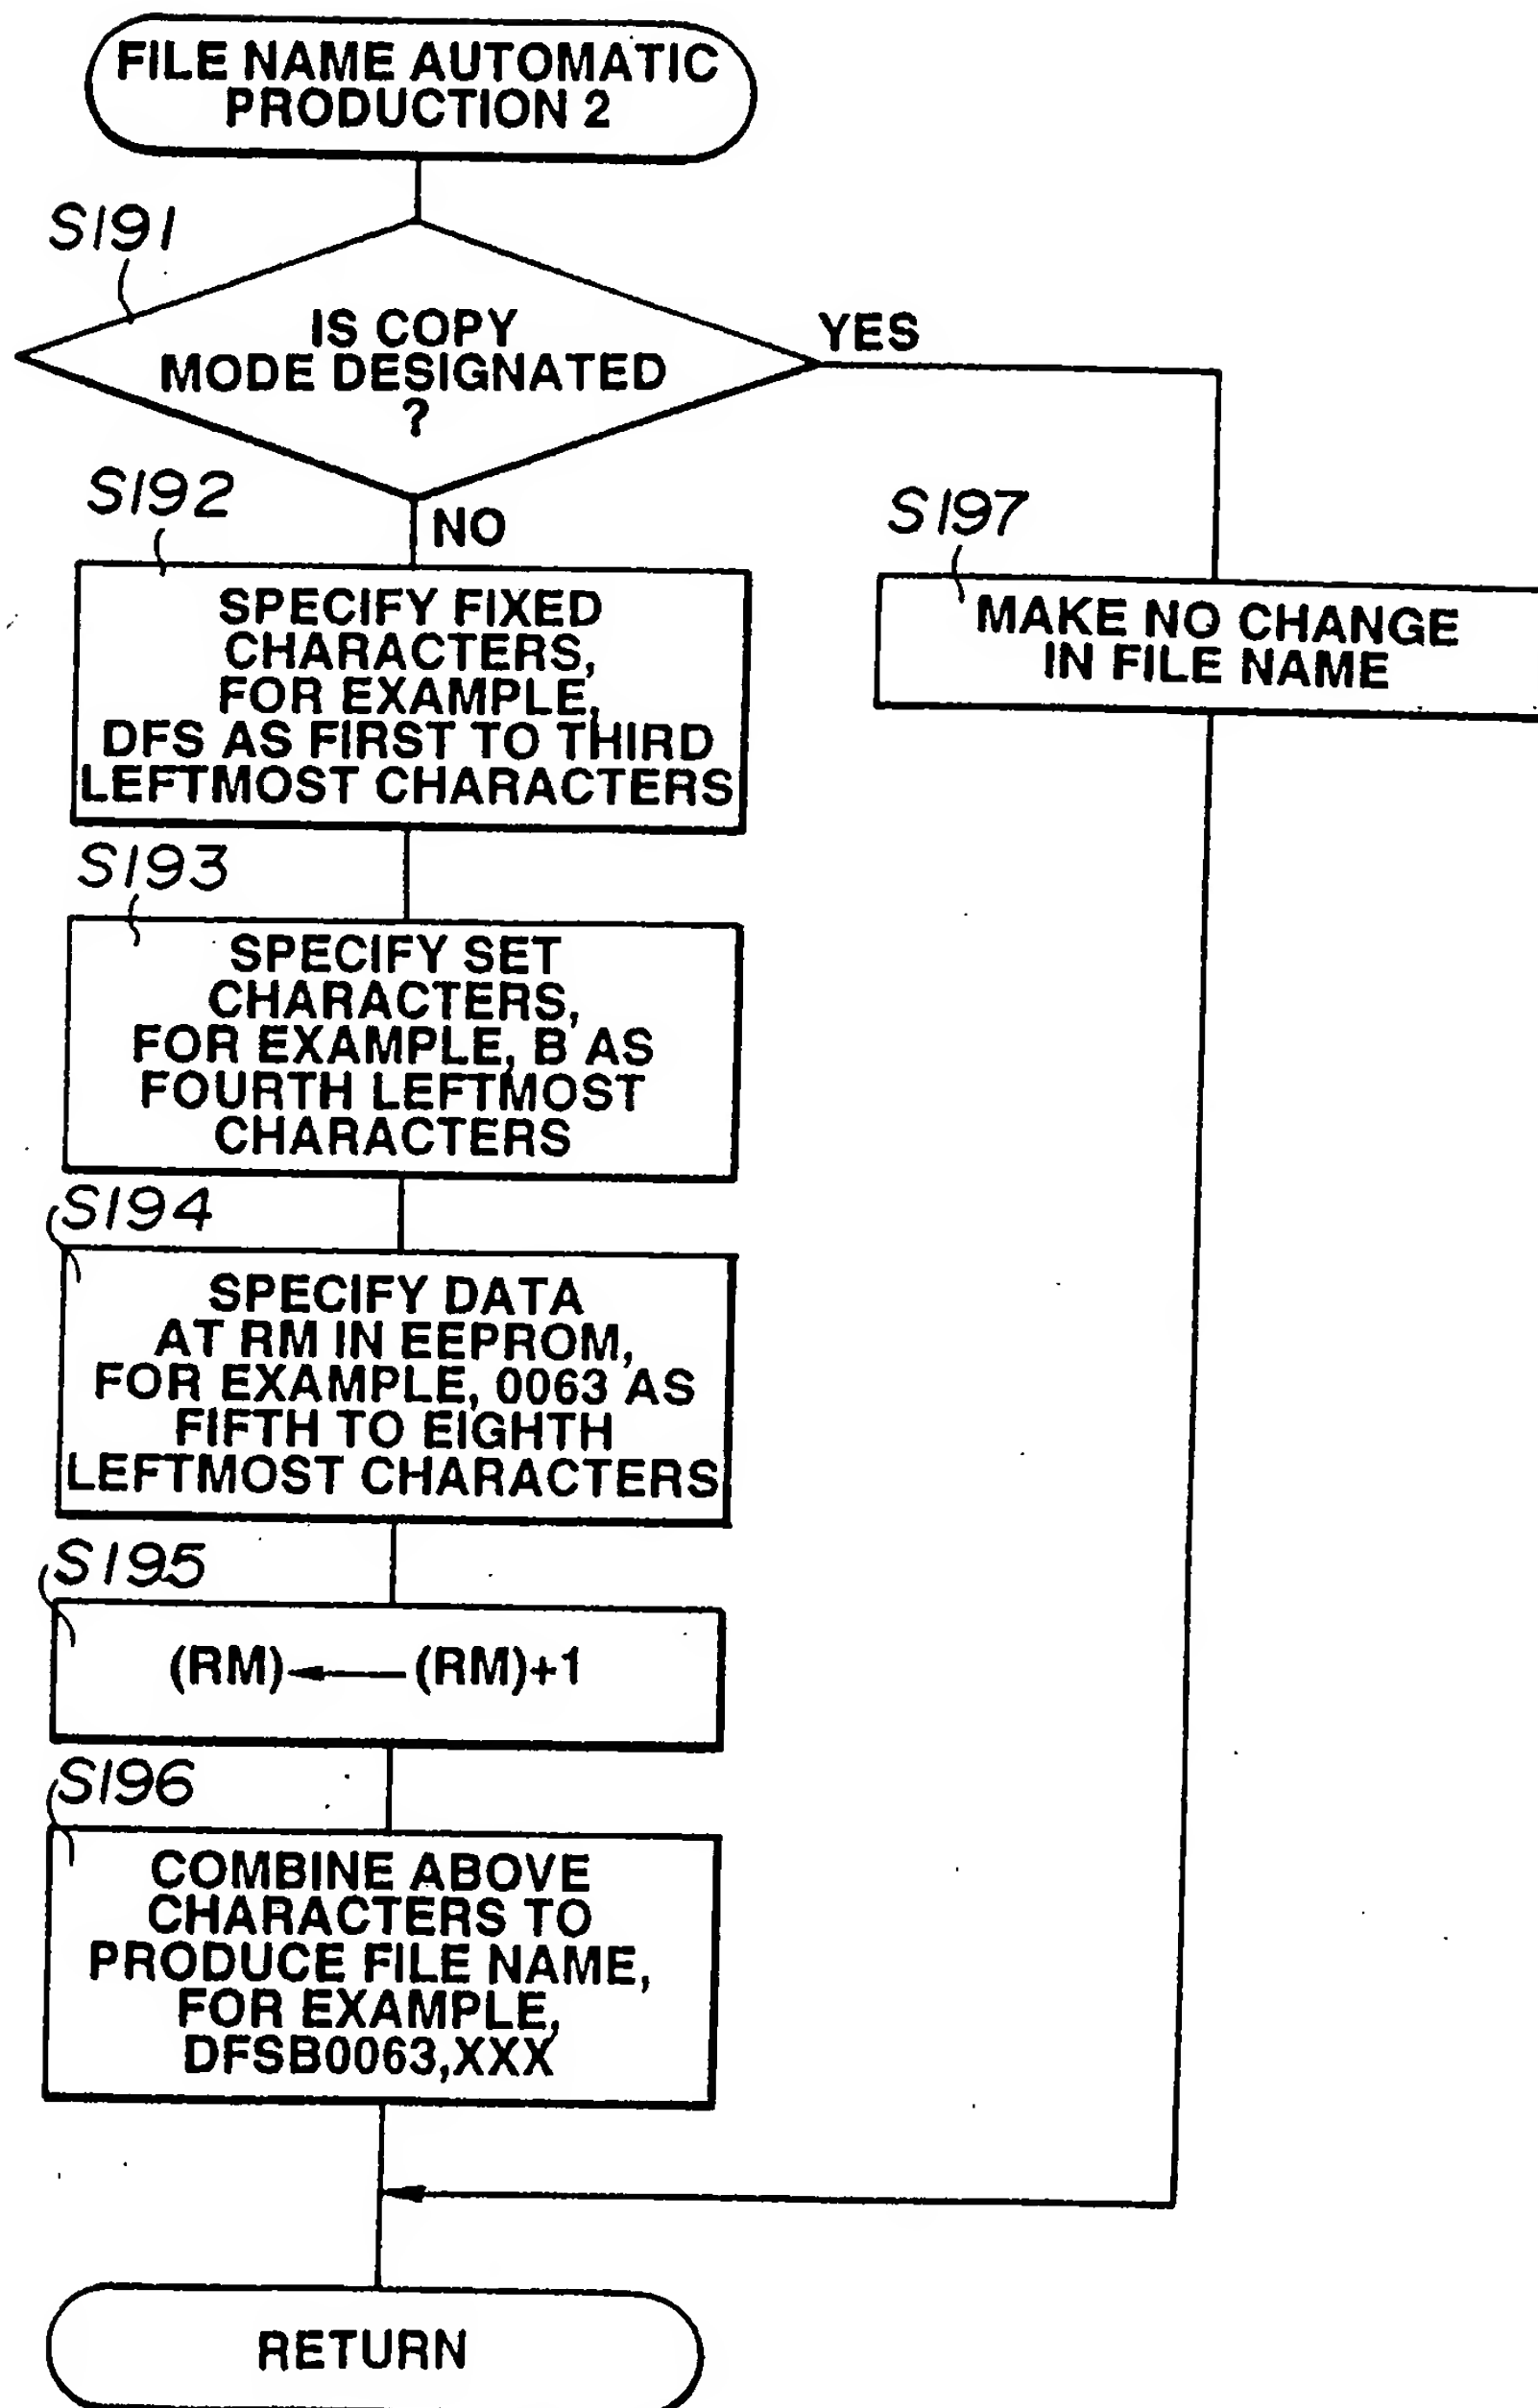 FILE NAME AUTOMATIC
PRODUCTION 2
S191
IS COPY
MODE DESIGNATED
?
YES
NO
S192
SPECIFY FIXED
CHARACTERS,
FOR EXAMPLE,
DFS AS FIRST TO THIRD
LEFTMOST CHARACTERS
S197
MAKE NO CHANGE
IN FILE NAME
S193
SPECIFY SET
CHARACTERS,
FOR EXAMPLE, B AS
FOURTH LEFTMOST
CHARACTERS
S194
SPECIFY DATA
AT RM IN EEPROM,
FOR EXAMPLE, 0063 AS
FIFTH TO EIGHTH
LEFTMOST CHARACTERS
S195
(RM)←(RM)+1
S196
COMBINE ABOVE
CHARACTERS TO
PRODUCE FILE NAME,
FOR EXAMPLE,
DFSB0063,XXX
RETURN